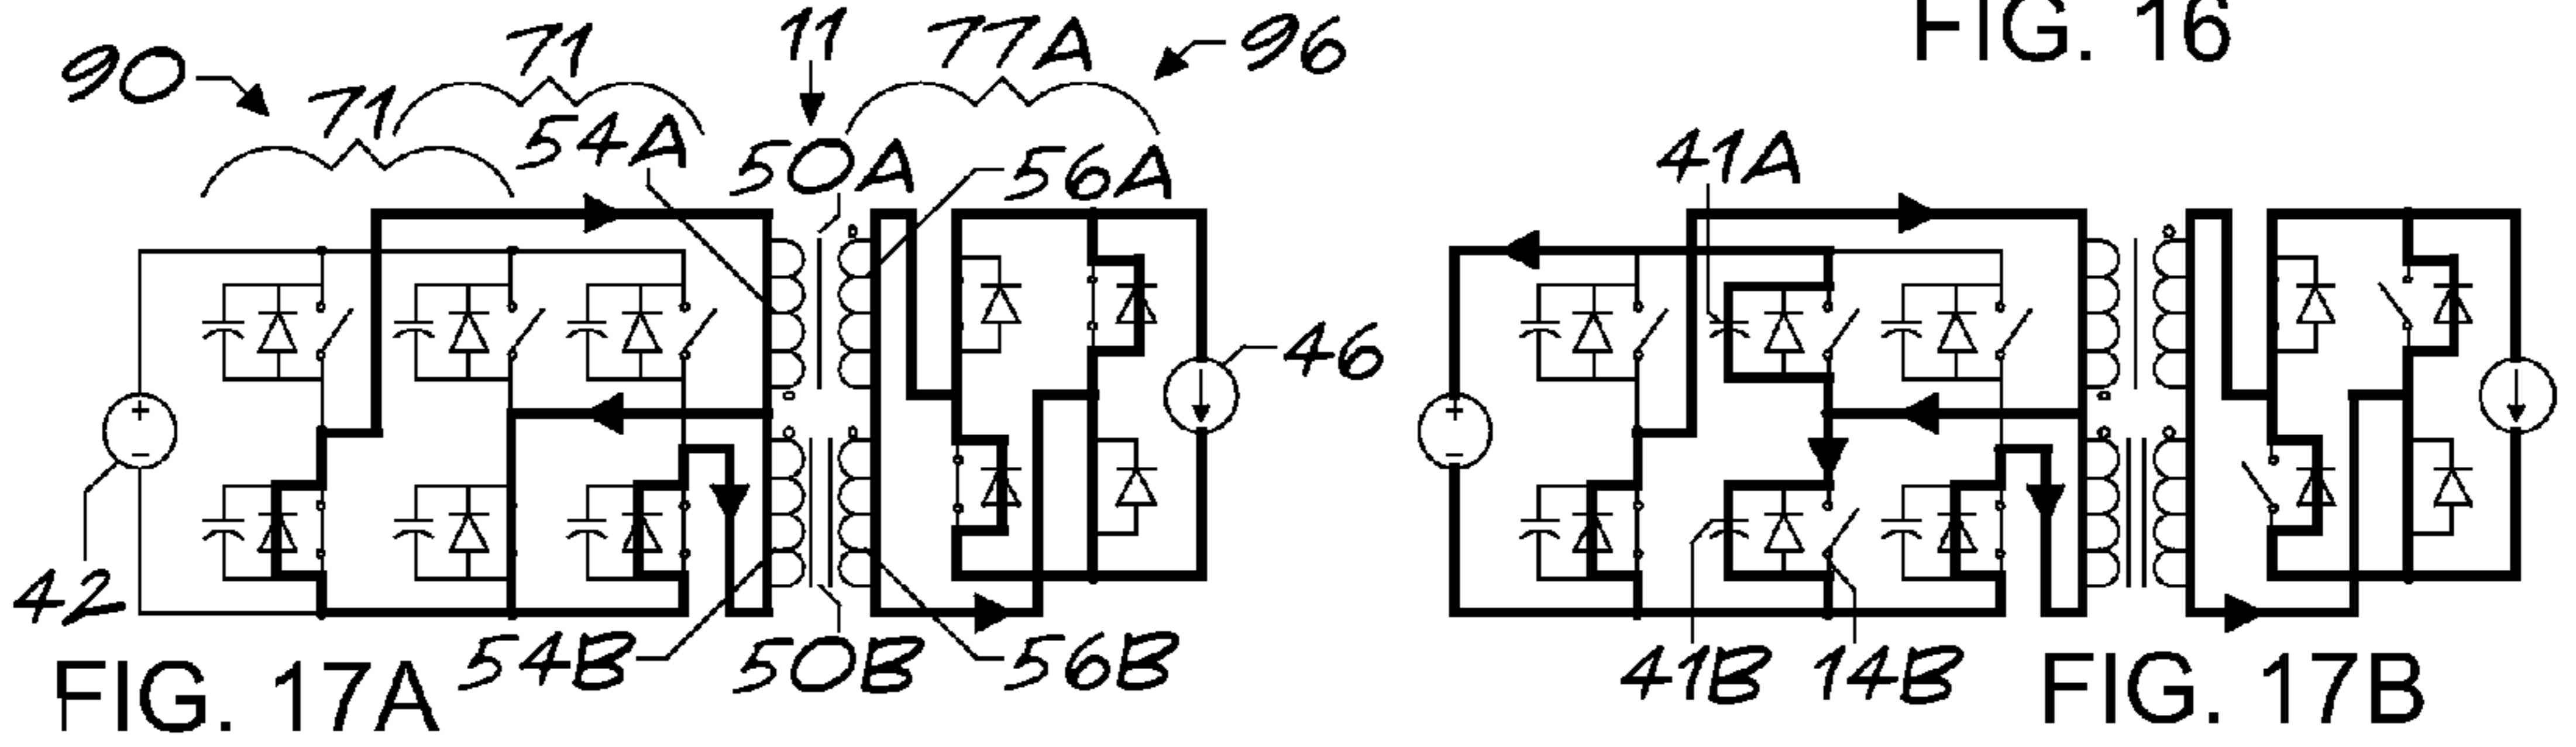 FIG. 16
90
71
71
11
77A
96
54A
50A
56A
41A
+
-
46
+
-
42
54B
50B
56B
41B
14B
FIG. 17A
FIG. 17B